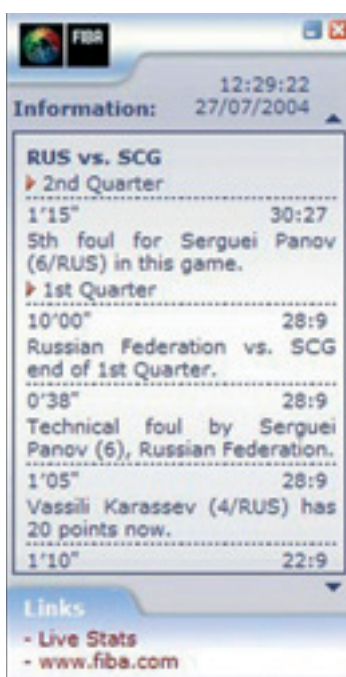 FIBA
12:29:22
Information: 27/07/2004
RUS vs. SCG
2nd Quarter
1'15" 30:27
5th foul for Serguei Panov
(6/RUS) in this game.
1st Quarter
10'00" 28:9
Russian Federation vs. SCG
end of 1st Quarter.
0'38" 28:9
Technical foul by Serguei
Panov (6), Russian Federation.
1'05" 28:9
Vassili Karassev (4/RUS) has
20 points now.
1'10" 22:9
Links
- Live Stats
- www.fiba.com